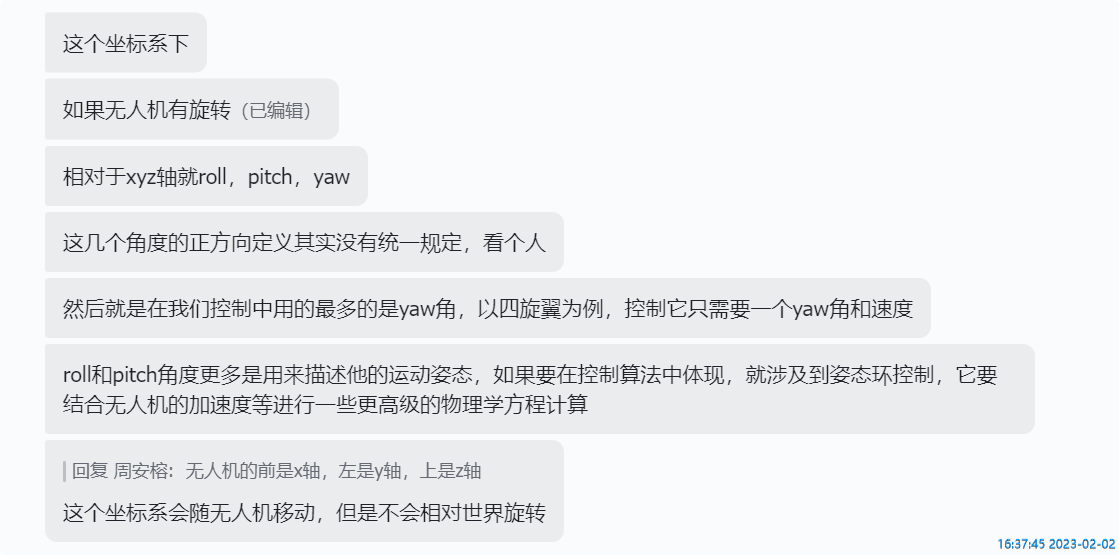 这个坐标系下
如果无人机有旋转（已编辑）
相对于xyz轴就roll，pitch，yaw
这几个角度的正方向定义其实没有统一规定，看个人
然后就是在我们控制中用的最多的是yaw角，以四旋翼为例，控制它只需要一个yaw角和速度
roll和pitch角度更多是用来描述他的运动姿态，如果要在控制算法中体现，就涉及到姿态环控制，它要
结合无人机的加速度等进行一些更高级的物理学方程计算
回复 周安榕：无人机的前是x轴，左是y轴，上是z轴
这个坐标系会随无人机移动，但是不会相对世界旋转
16:37:45 2023-02-02